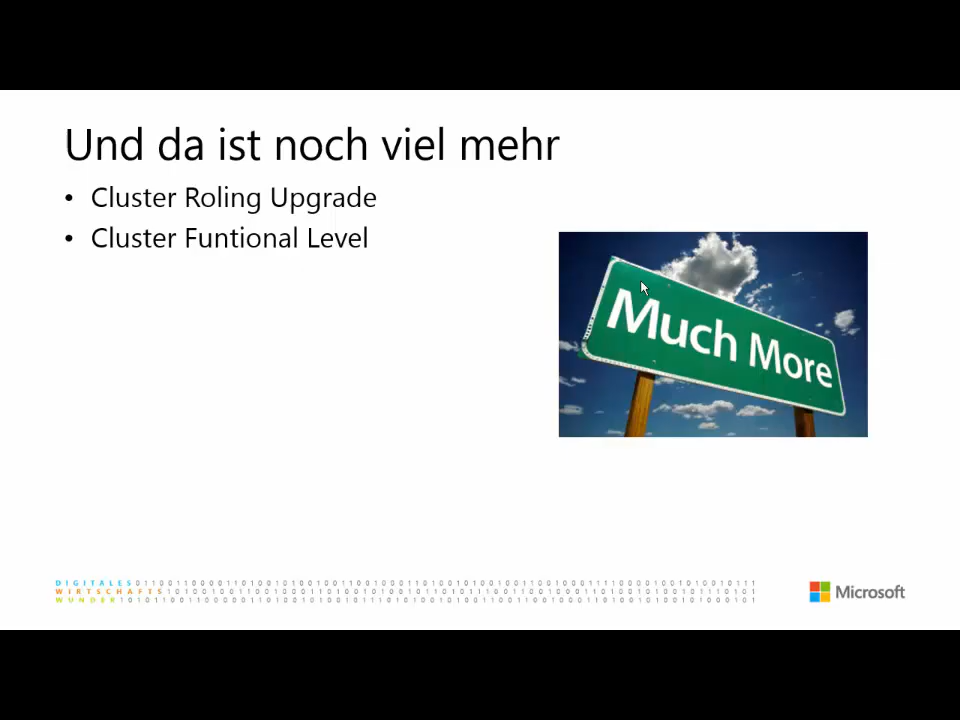 Und da ist noch viel mehr
• Cluster Roling Upgrade
• Cluster Funtional Level
Much More
DIGITALES
WIRTSCHAFTS
WUNDER
Microsoft